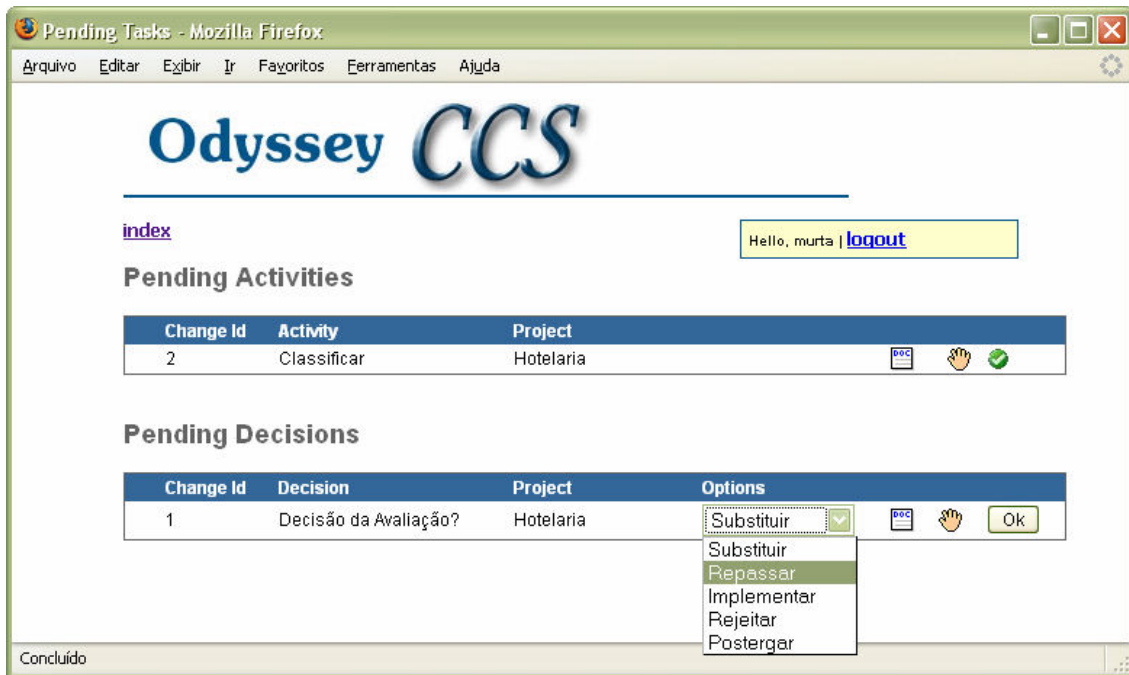 Pending Tasks - Mozilla Firefox
Arquivo Editar Exibir Ir Favoritos Ferramentas Ajuda
Odyssey CCS
index
Hello, murta | logout
Pending Activities
Change Id Activity Project
2 Classificar Hotelaria DOC
Pending Decisions
Change Id Decision Project Options
1 Decisão da Avaliação? Hotelaria Substituir DOC Ok
Substituir
Repassar
Implementar
Rejeitar
Postergar
Concluído